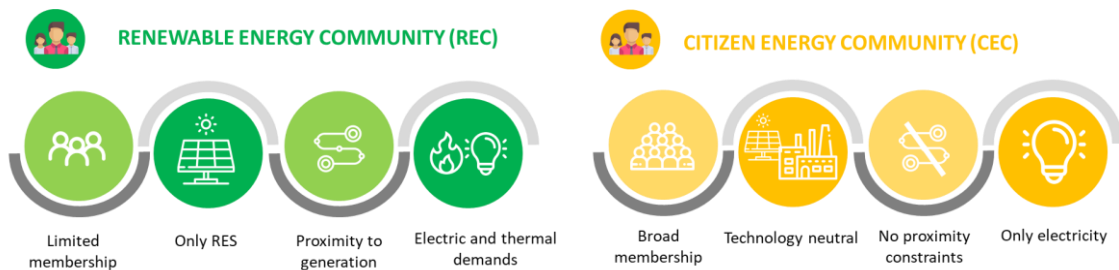 RENEWABLE ENERGY COMMUNITY (REC)
Limited
membership
Only RES
Proximity to
generation
Electric and thermal
demands
CITIZEN ENERGY COMMUNITY (CEC)
Broad
membership
Technology neutral
No proximity
constraints
Only electricity